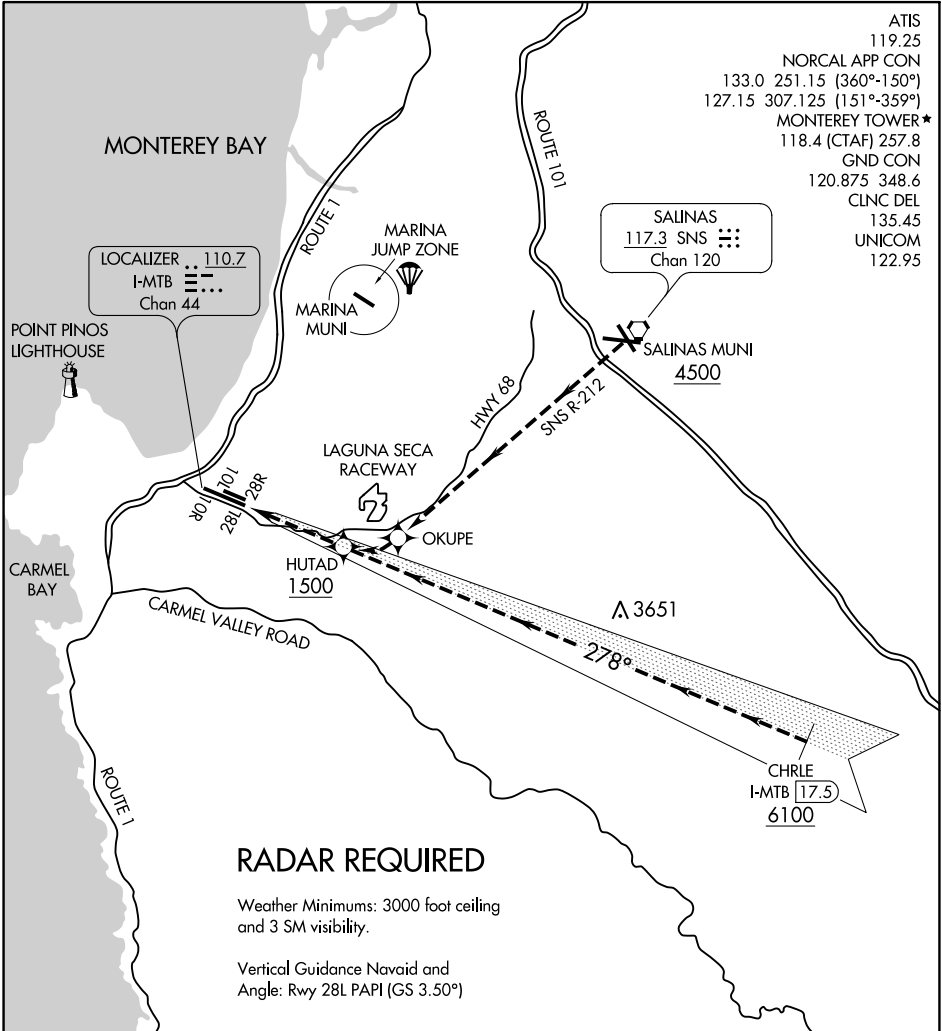 ATIS
119.25
NORCAL APP CON
133.0 251.15 (360°-150°)
127.15 307.125 (151°-359°)
MONTEREY TOWER★
118.4 (CTAF) 257.8
GND CON
120.875 348.6
CLNC DEL
135.45
UNICOM
122.95
MONTEREY BAY
ROUTE 101
ROUTE 1
MARINA
JUMP ZONE
MARINA
MUNI
SALINAS
117.3 SNS
Chan 120
LOCALIZER 110.7
I-MTB
Chan 44
POINT PINOS
LIGHTHOUSE
SALINAS MUNI
4500
HWY 68
SNS R-212
LAGUNA SECA
RACEWAY
10L
28R
10R
28L
OKUPE
HUTAD
1500
CARMEL
BAY
CARMEL VALLEY ROAD
3651
278°
CHRLE
I-MTB 17.5
6100
ROUTE 1
RADAR REQUIRED
Weather Minimums: 3000 foot ceiling
and 3 SM visibility.
Vertical Guidance Navaid and
Angle: Rwy 28L PAPI (GS 3.50°)